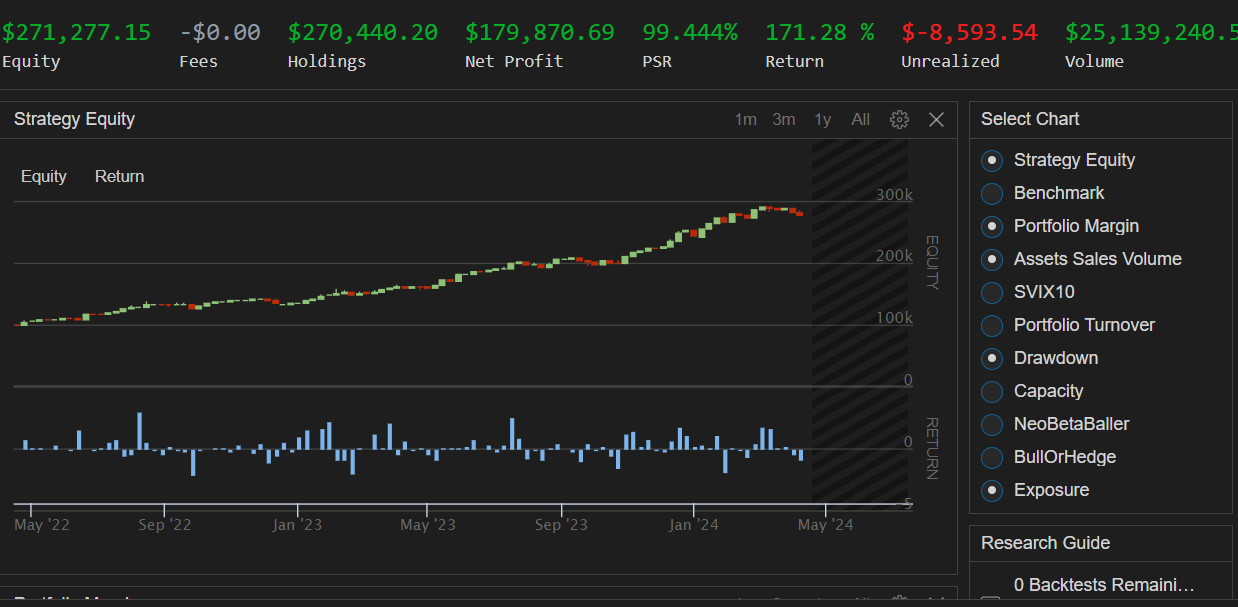 $271,277.15 -$0.00 $270,440.20 $179,870.69 99.444% 171.28 % $-8,593.54 $25,139,240.5
Equity Fees Holdings Net Profit PSR Return Unrealized Volume
Strategy Equity 1m 3m 1y All
Equity Return
300k
200k
100k
0
EQUITY
0
RETURN
5
May '22 Sep '22 Jan '23 May '23 Sep '23 Jan '24 May '24
Select Chart
Strategy Equity
Benchmark
Portfolio Margin
Assets Sales Volume
SVIX10
Portfolio Turnover
Drawdown
Capacity
NeoBetaBaller
BullOrHedge
Exposure
Research Guide
0 Backtests Remaini…